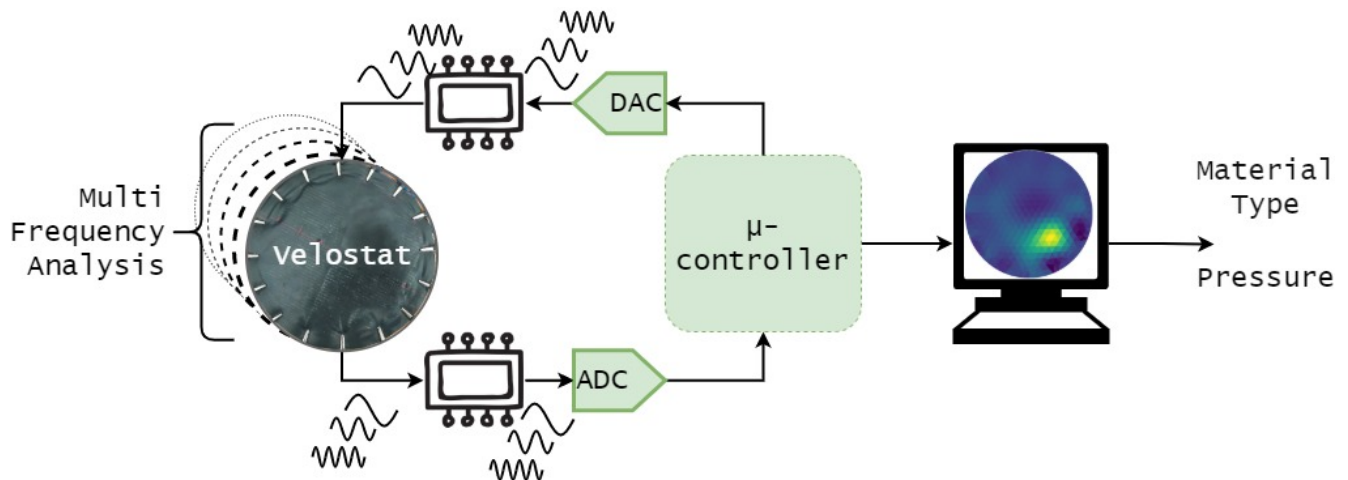 DAC
Multi
Frequency
Analysis
Velostat
μ-
controller
Material
Type
Pressure
ADC